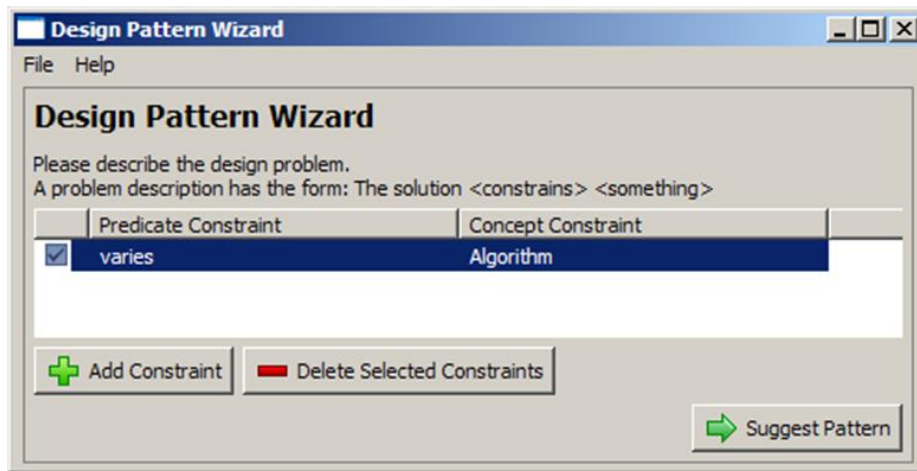 Design Pattern Wizard
File Help
Design Pattern Wizard
Please describe the design problem.
A problem description has the form: The solution <constrains> <something>
Predicate Constraint Concept Constraint
varies Algorithm
Add Constraint Delete Selected Constraints
Suggest Pattern